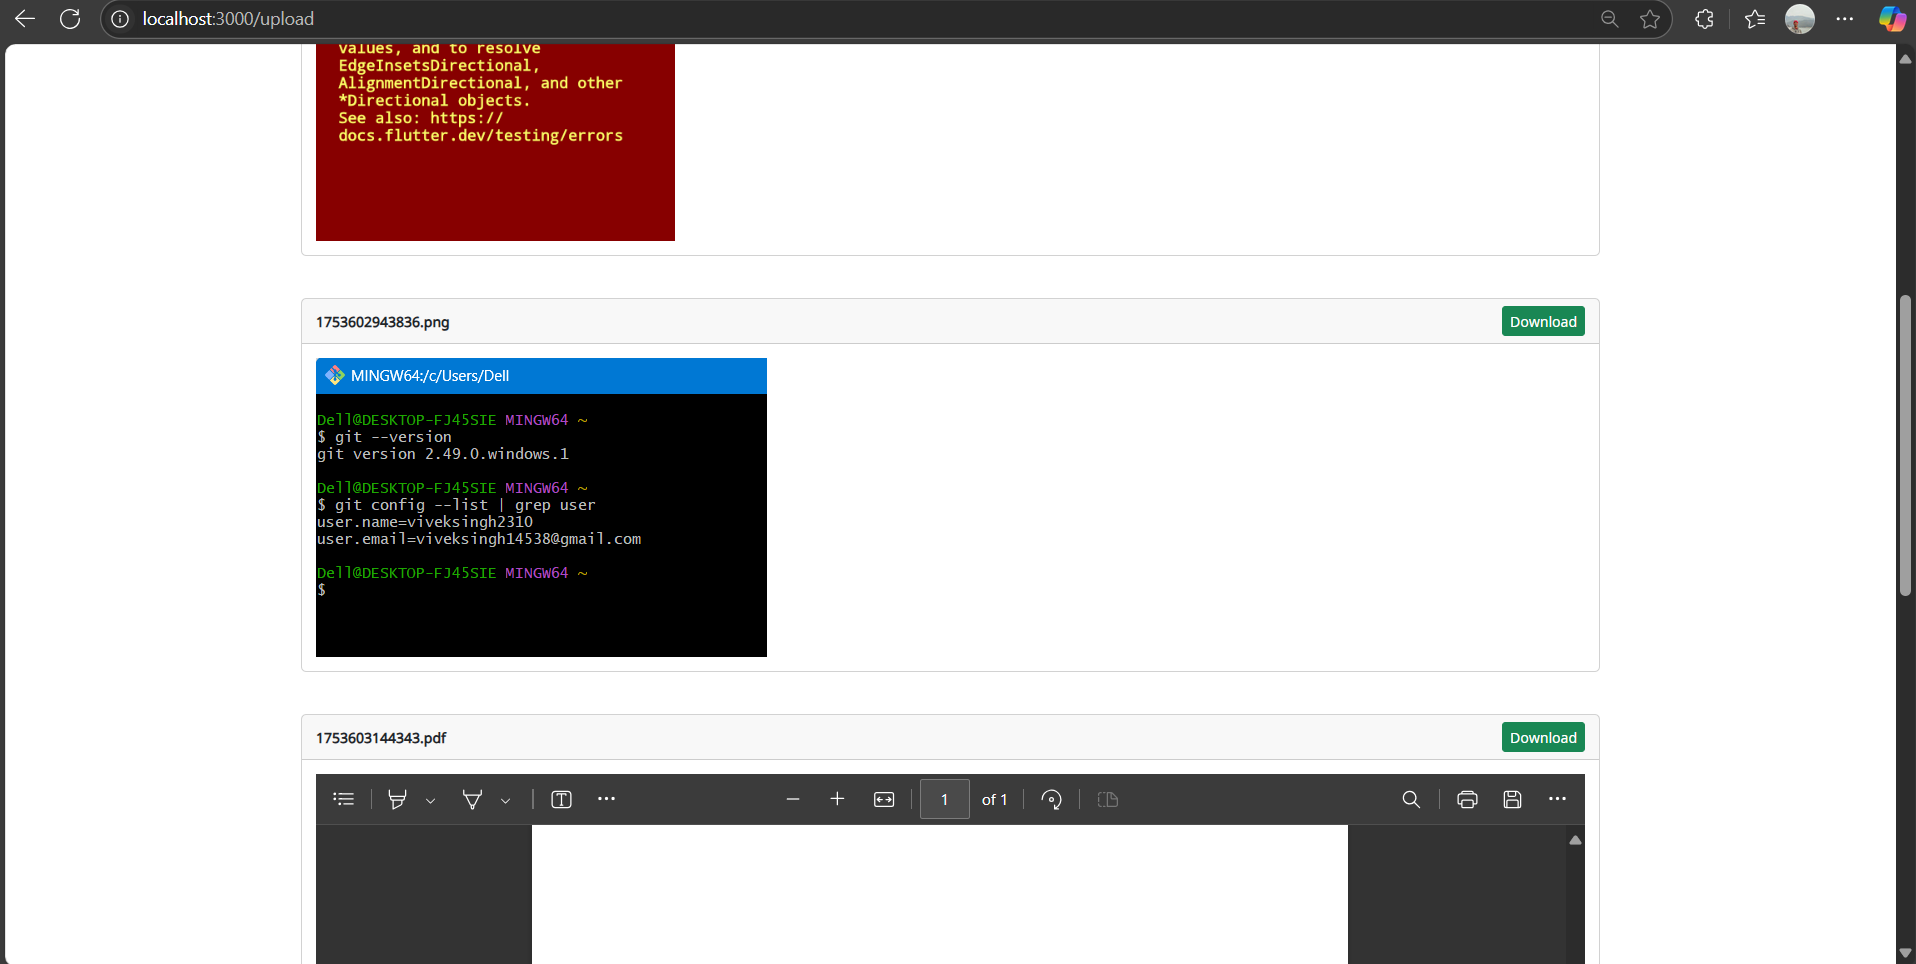 localhost:3000/upload
values, and to resolve
EdgeInsetsDirectional,
AlignmentDirectional, and other
*Directional objects.
See also: https://
docs.flutter.dev/testing/errors
1753602943836.png
Download
MINGW64:/c/Users/Dell
Dell@DESKTOP-FJ45SIE MINGW64 ~
$ git --version
git version 2.49.0.windows.1
Dell@DESKTOP-FJ45SIE MINGW64 ~
$ git config --list | grep user
user.name=viveksingh2310
user.email=viveksingh14538@gmail.com
Dell@DESKTOP-FJ45SIE MINGW64 ~
$
1753603144343.pdf
Download
1 of 1